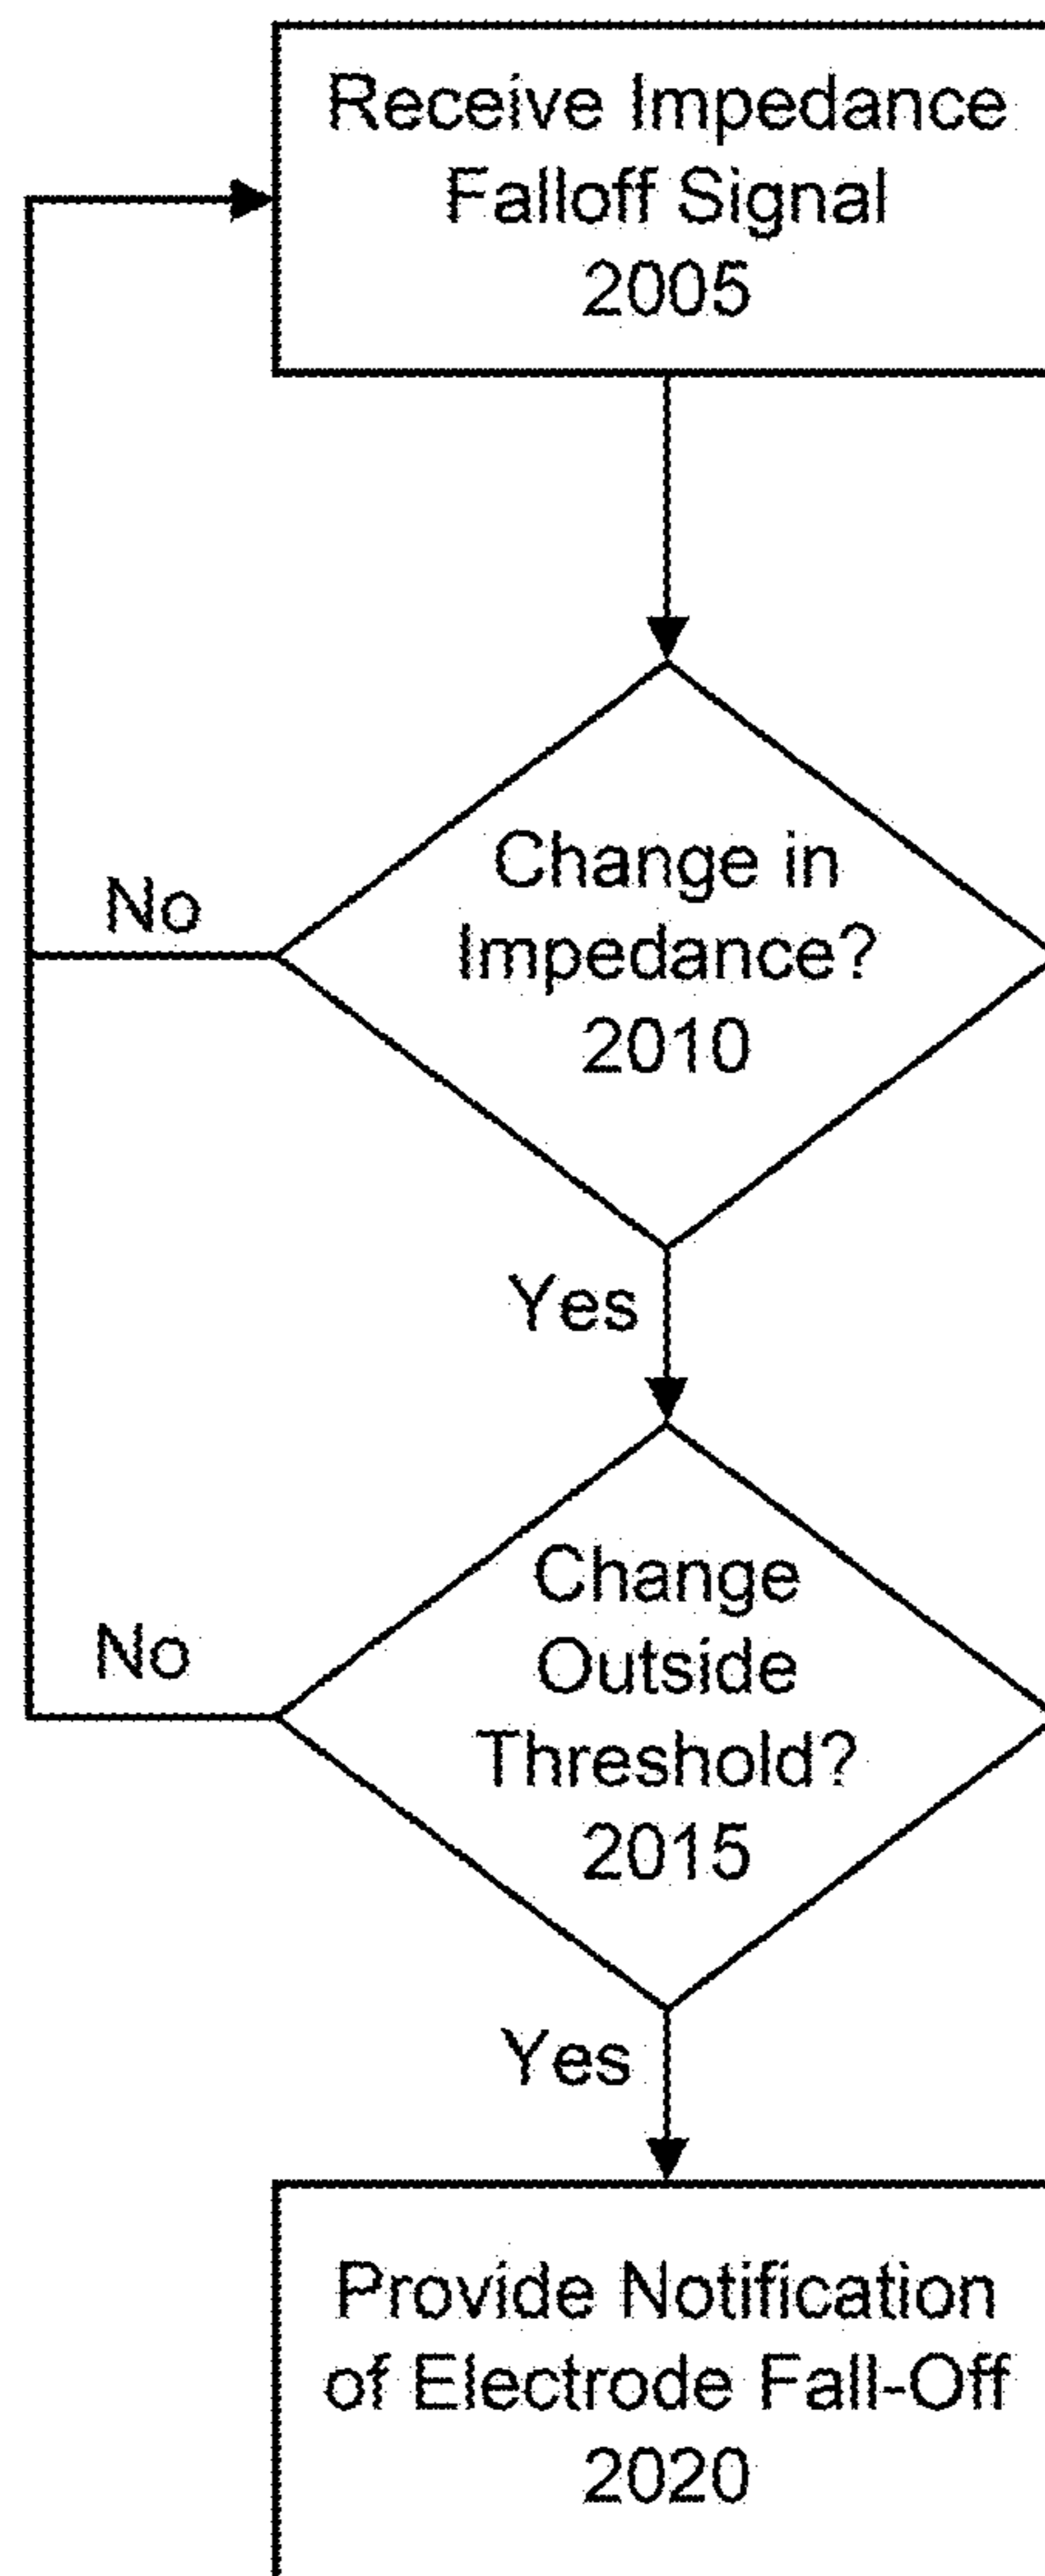 Receive Impedance
Falloff Signal
2005
Change in
Impedance?
2010
No
Yes
Change
Outside
Threshold?
2015
No
Yes
Provide Notification
of Electrode Fall-Off
2020